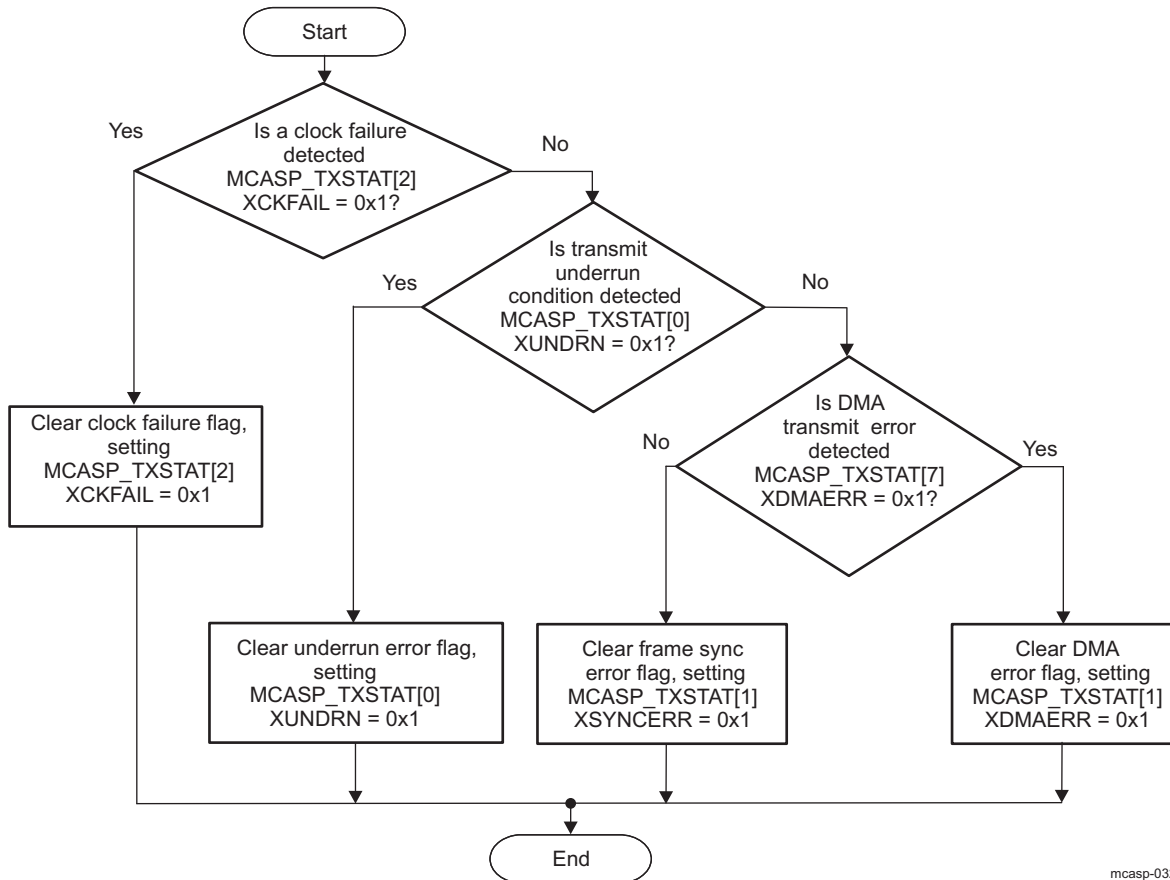 Start
Yes
Is a clock failure
detected
MCASP_TXSTAT[2]
XCKFAIL = 0x1?
No
Is transmit
underrun
condition detected
MCASP_TXSTAT[0]
XUNDRN = 0x1?
Yes
No
Is DMA
transmit error
detected
MCASP_TXSTAT[7]
XDMAERR = 0x1?
No
Yes
Clear clock failure flag,
setting
MCASP_TXSTAT[2]
XCKFAIL = 0x1
Clear underrun error flag,
setting
MCASP_TXSTAT[0]
XUNDRN = 0x1
Clear frame sync
error flag, setting
MCASP_TXSTAT[1]
XSYNCERR = 0x1
Clear DMA
error flag, setting
MCASP_TXSTAT[1]
XDMAERR = 0x1
End